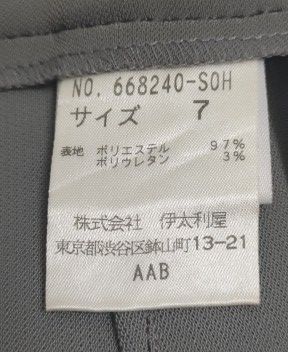 NO. 668240-S0H
サイズ 7
表地 ポリエステル 97%
ポリウレタン 3%
株式会社 伊太利屋
東京都渋谷区鉢山町13-21
AAB